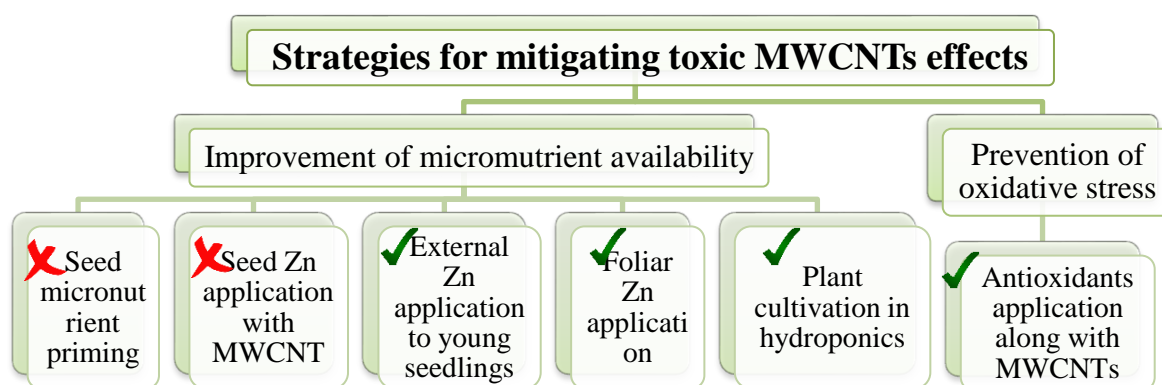 Strategies for mitigating toxic MWCNTs effects
Improvement of micromutrient availability
Prevention of
oxidative stress
Seed
micronut
rient
priming
Seed Zn
application
with
MWCNT
External
Zn
application
to young
seedlings
Foliar
Zn
applicati
on
Plant
cultivation in
hydroponics
Antioxidants
application
along with
MWCNTs